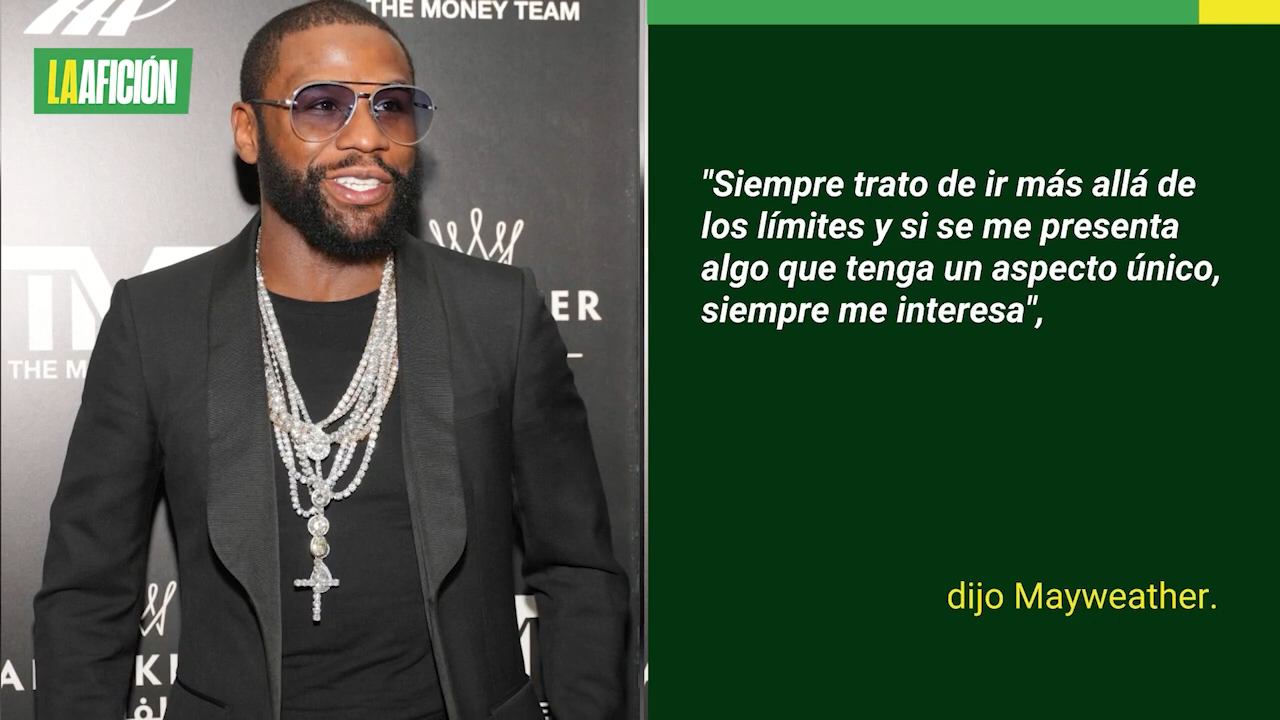 THE MONEY TEAM
LAAFICIÓN
THE M
"Siempre trato de ir más allá de
los límites y si se me presenta
algo que tenga un aspecto único,
siempre me interesa",
dijo Mayweather.